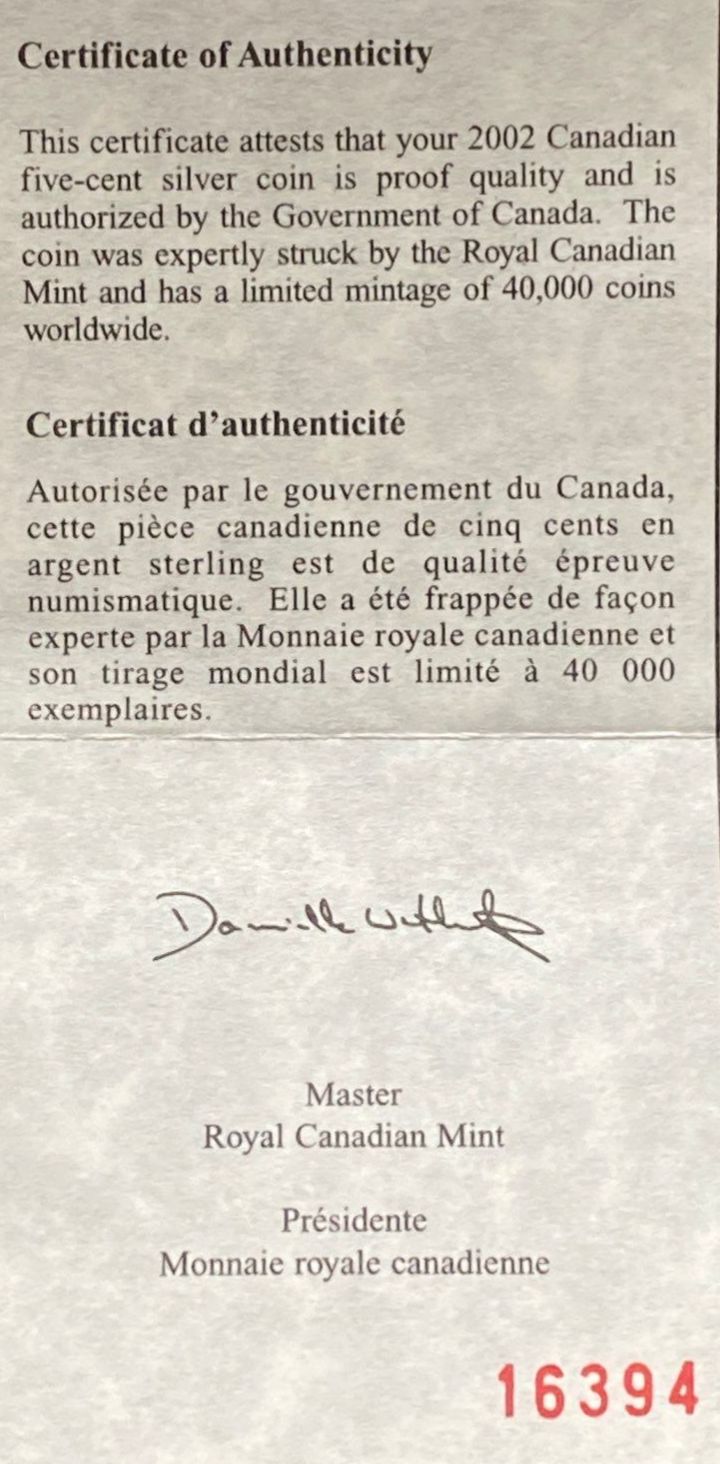 Certificate of Authenticity
This certificate attests that your 2002 Canadian
five-cent silver coin is proof quality and is
authorized by the Government of Canada. The
coin was expertly struck by the Royal Canadian
Mint and has a limited mintage of 40,000 coins
worldwide.
Certificat d'authenticité
Autorisée par le gouvernement du Canada,
cette pièce canadienne de cinq cents en
argent sterling est de qualité épreuve
numismatique. Elle a été frappée de façon
experte par la Monnaie royale canadienne et
son tirage mondial est limité à 40 000
exemplaires.
Danielle
Master
Royal Canadian Mint
Présidente
Monnaie royale canadienne
16394